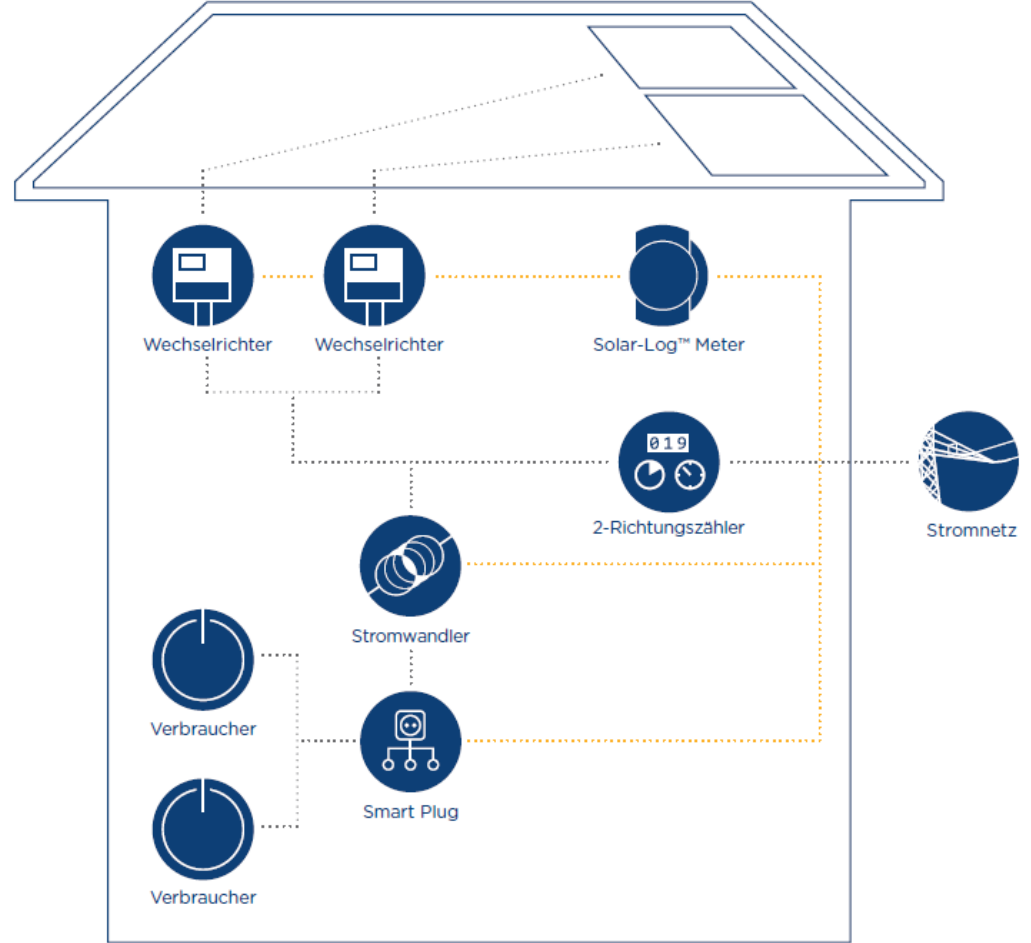 Wechselrichter
Wechselrichter
Solar-Log™ Meter
019
2-Richtungszähler
Stromnetz
Stromwandler
Verbraucher
Smart Plug
Verbraucher